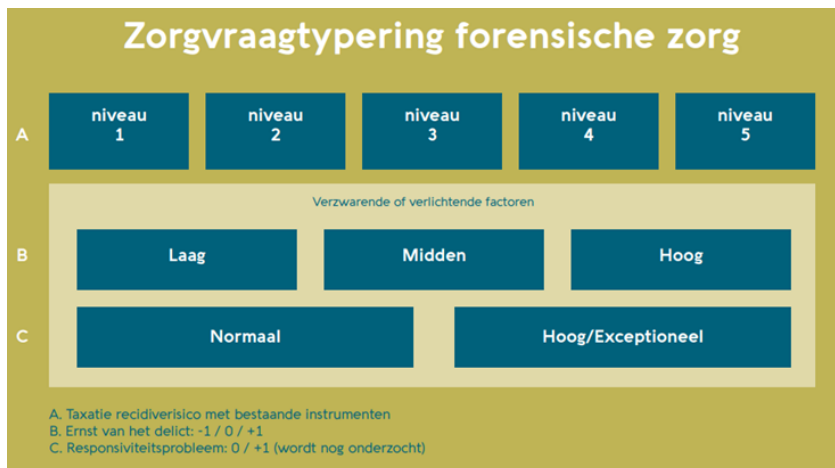 Zorgvraagtypering forensische zorg
A
niveau
1
niveau
2
niveau
3
niveau
4
niveau
5
Verzwarende of verlichtende factoren
B
Laag
Midden
Hoog
C
Normaal
Hoog/Exceptioneel
A. Taxatie recidiverisico met bestaande instrumenten
B. Ernst van het delict: -1 / 0 / +1
C. Responsiviteitsprobleem: 0 / +1 (wordt nog onderzocht)